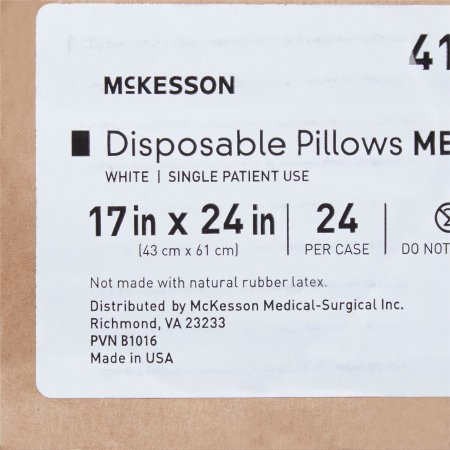 41
McKESSON
Disposable Pillows ME
WHITE | SINGLE PATIENT USE
17 in x 24 in | 24
(43 cm x 61 cm) PER CASE DO NOT
Not made with natural rubber latex.
Distributed by McKesson Medical-Surgical Inc.
Richmond, VA 23233
PVN B1016
Made in USA